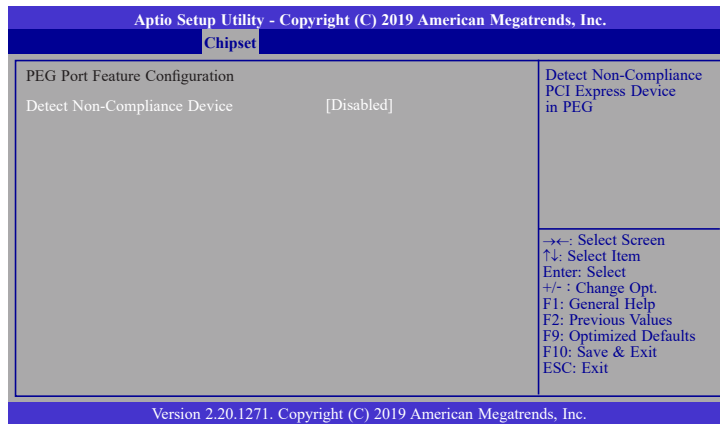 Aptio Setup Utility - Copyright (C) 2019 American Megatrends, Inc.
Chipset
PEG Port Feature Configuration
Detect Non-Compliance Device [Disabled]
Detect Non-Compliance
PCI Express Device
in PEG
→←: Select Screen
↑↓: Select Item
Enter: Select
+/- : Change Opt.
F1: General Help
F2: Previous Values
F9: Optimized Defaults
F10: Save & Exit
ESC: Exit
Version 2.20.1271. Copyright (C) 2019 American Megatrends, Inc.